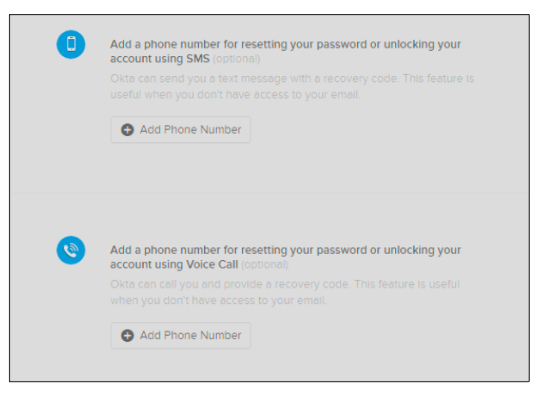 Add a phone number for resetting your password or unlocking your
account using SMS (optional)
Okta can send you a text message with a recovery code. This feature is
useful when you don't have access to your email.
Add Phone Number
Add a phone number for resetting your password or unlocking your
account using Voice Call (optional)
Okta can call you and provide a recovery code. This feature is useful
when you don't have access to your email.
Add Phone Number